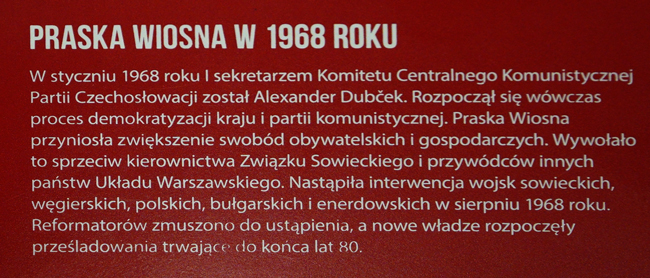 PRASKA WIOSNA W 1968 ROKU
W styczniu 1968 roku I sekretarzem Komitetu Centralnego Komunistycznej
Partii Czechosłowacji został Alexander Dubček. Rozpoczął się wówczas
proces demokratyzacji kraju i partii komunistycznej. Praska Wiosna
przyniosła zwiększenie swobód obywatelskich i gospodarczych. Wywołało
to sprzeciw kierownictwa Związku Sowieckiego i przywódców innych
państw Układu Warszawskiego. Nastąpiła interwencja wojsk sowieckich,
węgierskich, polskich, bułgarskich i enerdowskich w sierpniu 1968 roku.
Reformatorów zmuszono do ustąpienia, a nowe władze rozpoczęły
prześladowania trwające do końca lat 80.